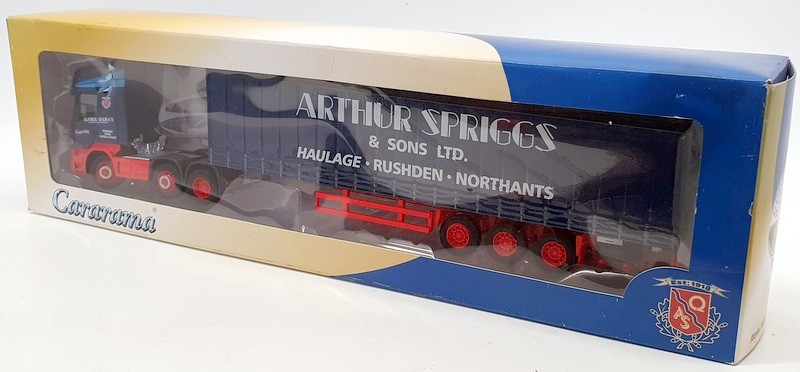 ARTHUR SPRIGGS
& SONS LTD.
HAULAGE · RUSHDEN · NORTHANTS
Cararama